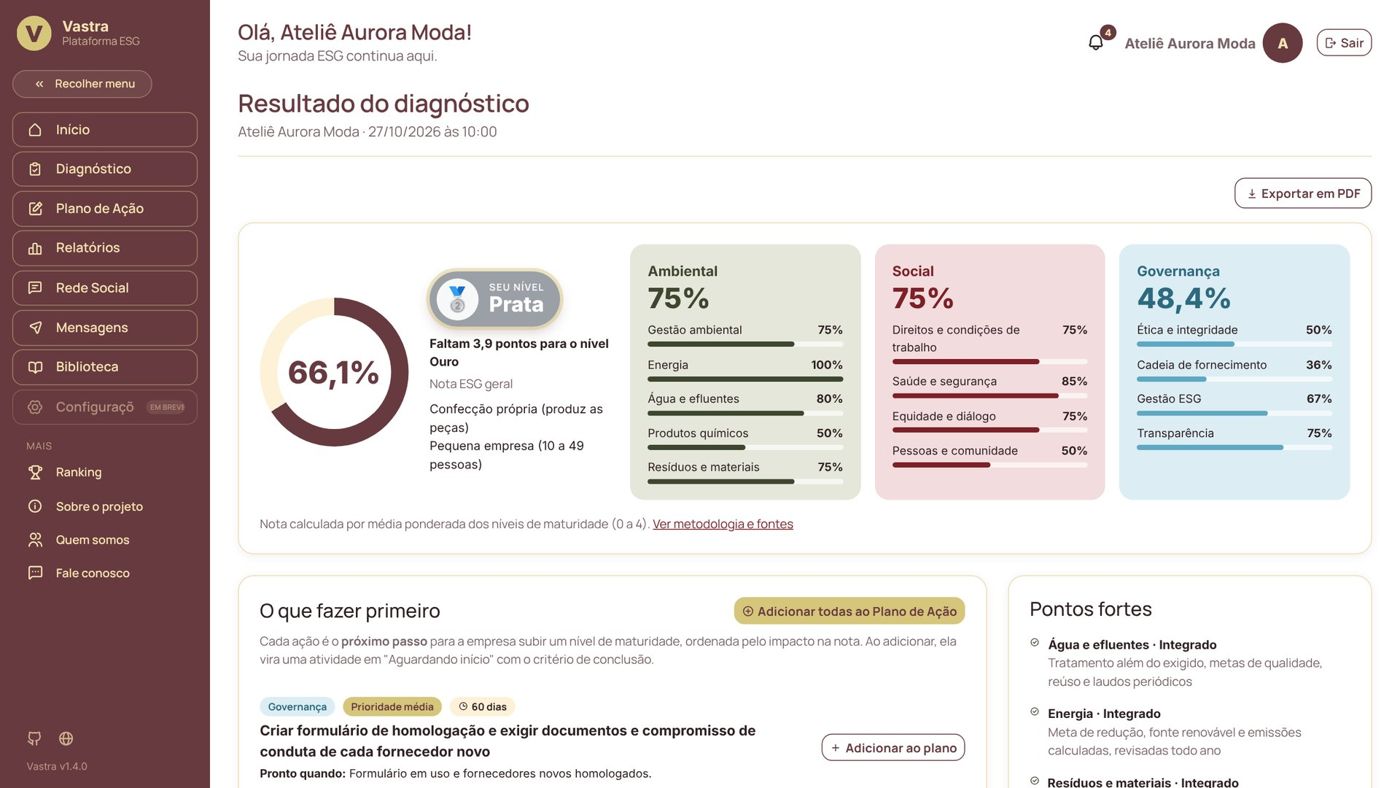 Vastra
Plataforma ESG
« Recolher menu
Início
Diagnóstico
Plano de Ação
Relatórios
Rede Social
Mensagens
Biblioteca
Configuraçõ EM BREVE
MAIS
Ranking
Sobre o projeto
Quem somos
Fale conosco
Vastra v1.4.0
Olá, Ateliê Aurora Moda!
Sua jornada ESG continua aqui.
4
Ateliê Aurora Moda
A
Sair
Resultado do diagnóstico
Ateliê Aurora Moda · 27/10/2026 às 10:00
Exportar em PDF
66,1%
2
SEU NÍVEL
Prata
Faltam 3,9 pontos para o nível
Ouro
Nota ESG geral
Confecção própria (produz as
peças)
Pequena empresa (10 a 49
pessoas)
Ambiental
75%
Gestão ambiental 75%
Energia 100%
Água e efluentes 80%
Produtos químicos 50%
Resíduos e materiais 75%
Social
75%
Direitos e condições de 75%
trabalho
Saúde e segurança 85%
Equidade e diálogo 75%
Pessoas e comunidade 50%
Governança
48,4%
Ética e integridade 50%
Cadeia de fornecimento 36%
Gestão ESG 67%
Transparência 75%
Nota calculada por média ponderada dos níveis de maturidade (0 a 4). Ver metodologia e fontes
O que fazer primeiro
Adicionar todas ao Plano de Ação
Cada ação é o próximo passo para a empresa subir um nível de maturidade, ordenada pelo impacto na nota. Ao adicionar, ela
vira uma atividade em "Aguardando início" com o critério de conclusão.
Governança
Prioridade média
60 dias
Criar formulário de homologação e exigir documentos e compromisso de
conduta de cada fornecedor novo
Pronto quando: Formulário em uso e fornecedores novos homologados.
+ Adicionar ao plano
Pontos fortes
Água e efluentes · Integrado
Tratamento além do exigido, metas de qualidade,
reúso e laudos periódicos
Energia · Integrado
Meta de redução, fonte renovável e emissões
calculadas, revisadas todo ano
Resíduos e materiais · Integrado